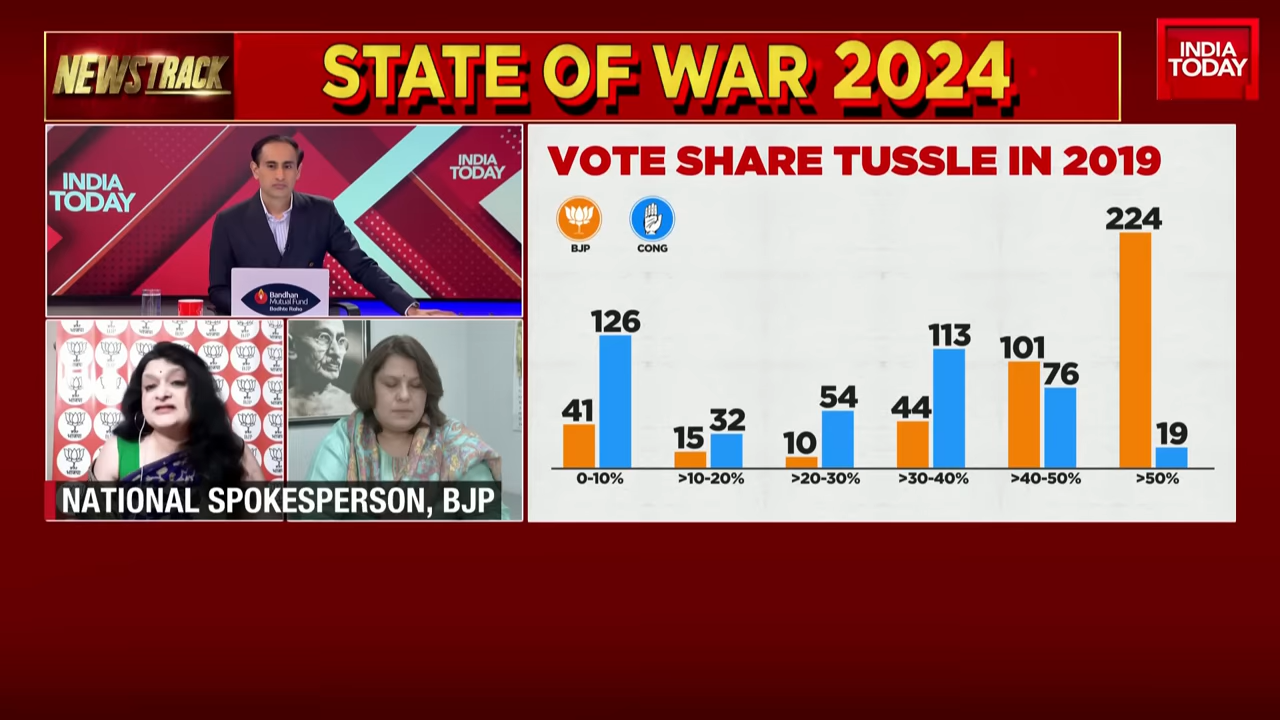 NEWSTRACK
STATE OF WAR 2024
INDIA
TODAY
INDIA
TODAY
INDIA
TODAY
Bandhan
Mutual Fund
Badhte Raho
NATIONAL SPOKESPERSON, BJP
VOTE SHARE TUSSLE IN 2019
BJP
CONG
41
126
15
32
10
54
44
113
101
76
224
19
0-10%
>10-20%
>20-30%
>30-40%
>40-50%
>50%